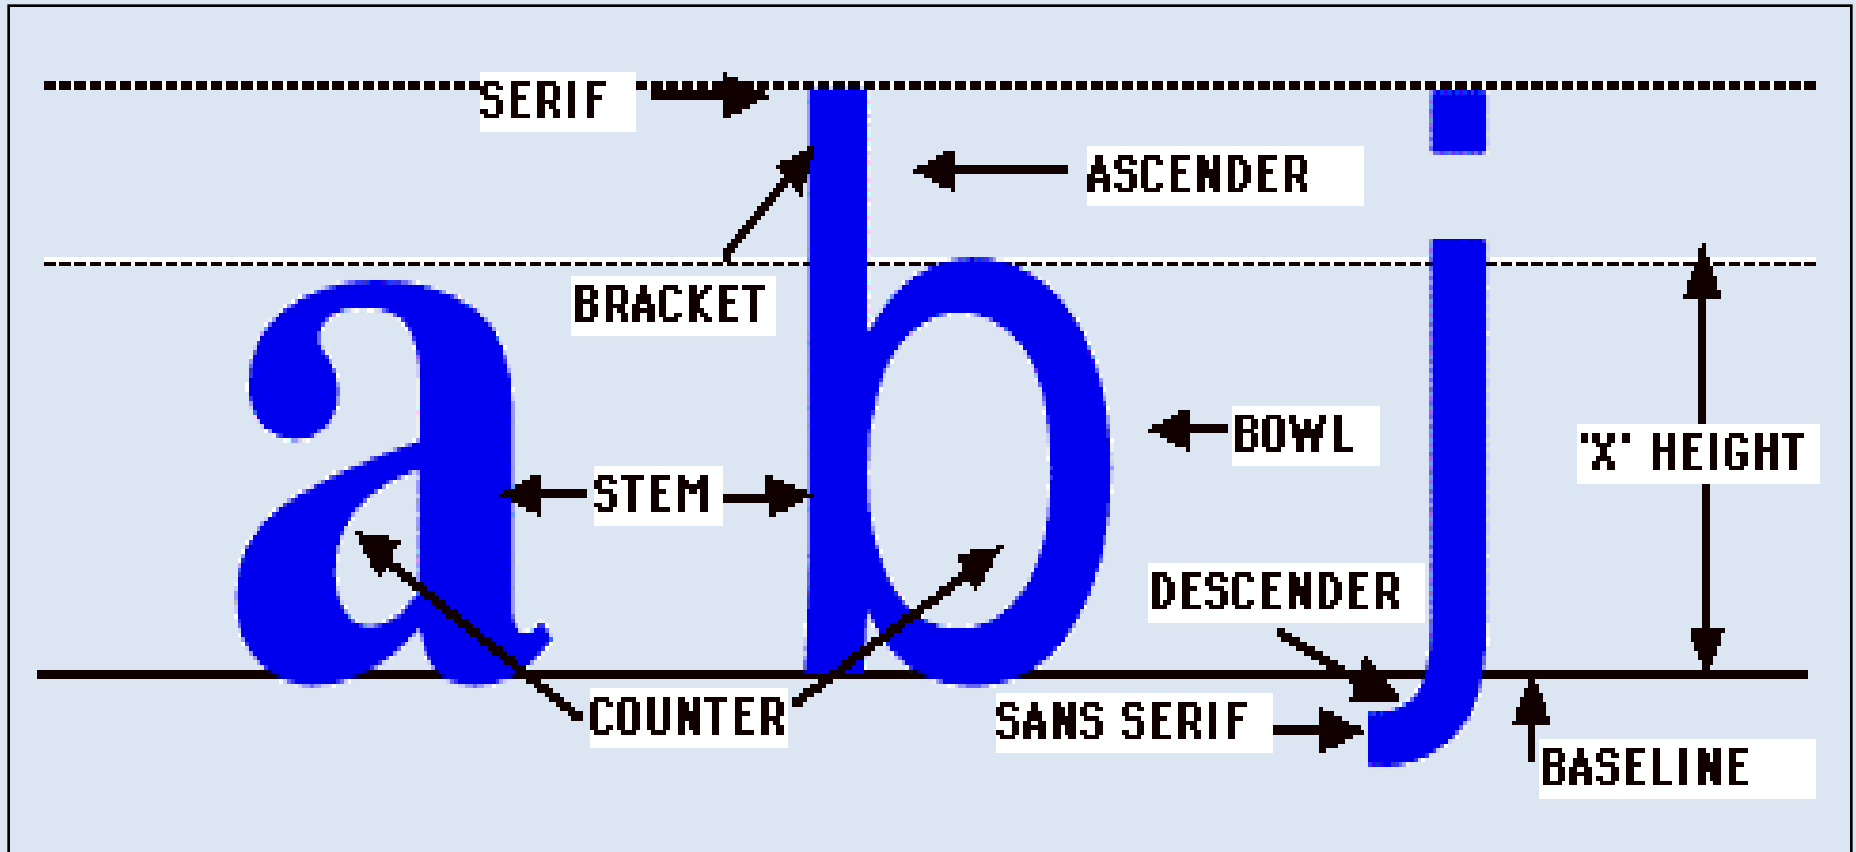 SERIF
ASCENDER
BRACKET
BOWL
"X" HEIGHT
STEM
DESCENDER
COUNTER
SANS SERIF
BASELINE
a b j